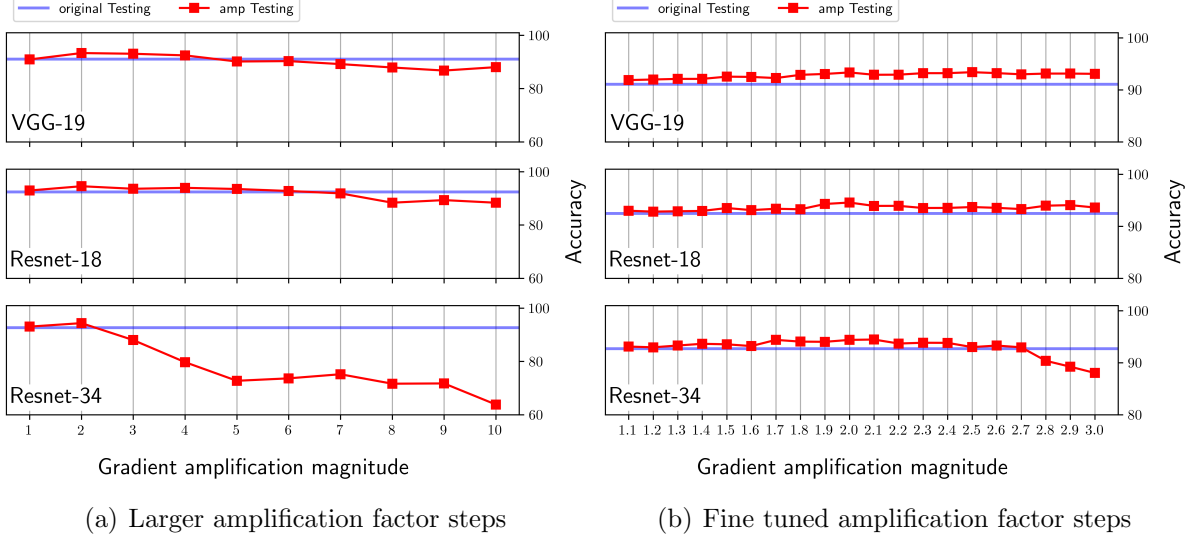 original Testing amp Testing
100
80
60
VGG-19
100
80
60
Resnet-18
100
80
60
Resnet-34
1 2 3 4 5 6 7 8 9 10
Accuracy
Gradient amplification magnitude
(a) Larger amplification factor steps
original Testing amp Testing
100
90
80
VGG-19
100
90
80
Resnet-18
100
90
80
Resnet-34
1.1 1.2 1.3 1.4 1.5 1.6 1.7 1.8 1.9 2.0 2.1 2.2 2.3 2.4 2.5 2.6 2.7 2.8 2.9 3.0
Accuracy
Gradient amplification magnitude
(b) Fine tuned amplification factor steps